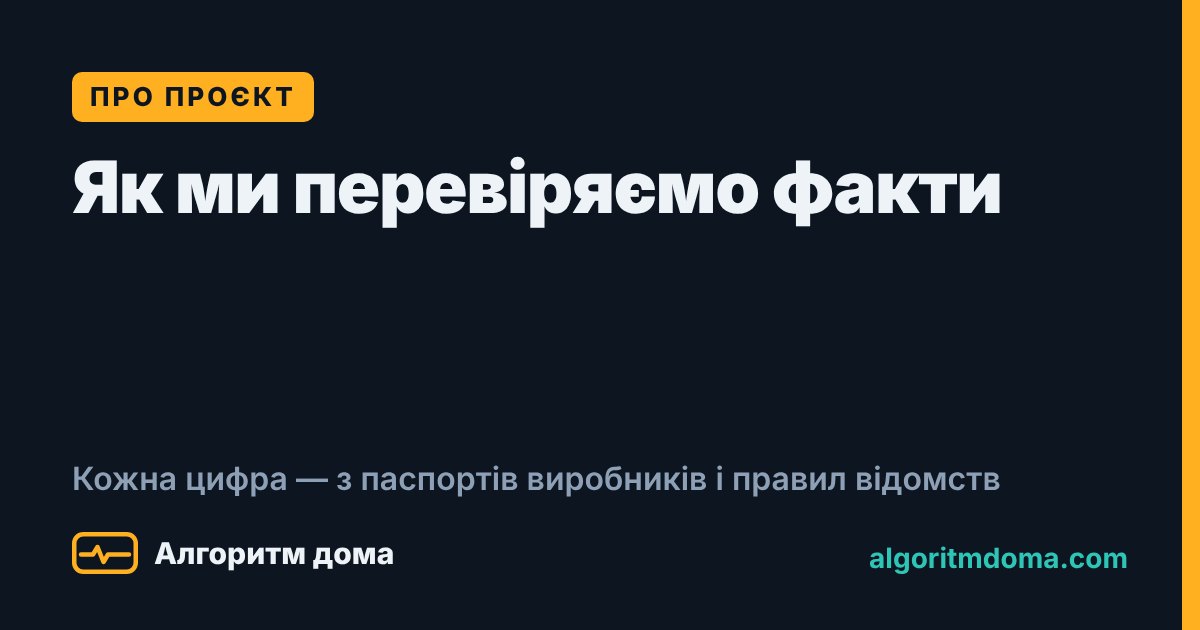 ПРО ПРОЄКТ
Як ми перевіряємо факти
Кожна цифра — з паспортів виробників і правил відомств
Алгоритм дома
algoritmdoma.com